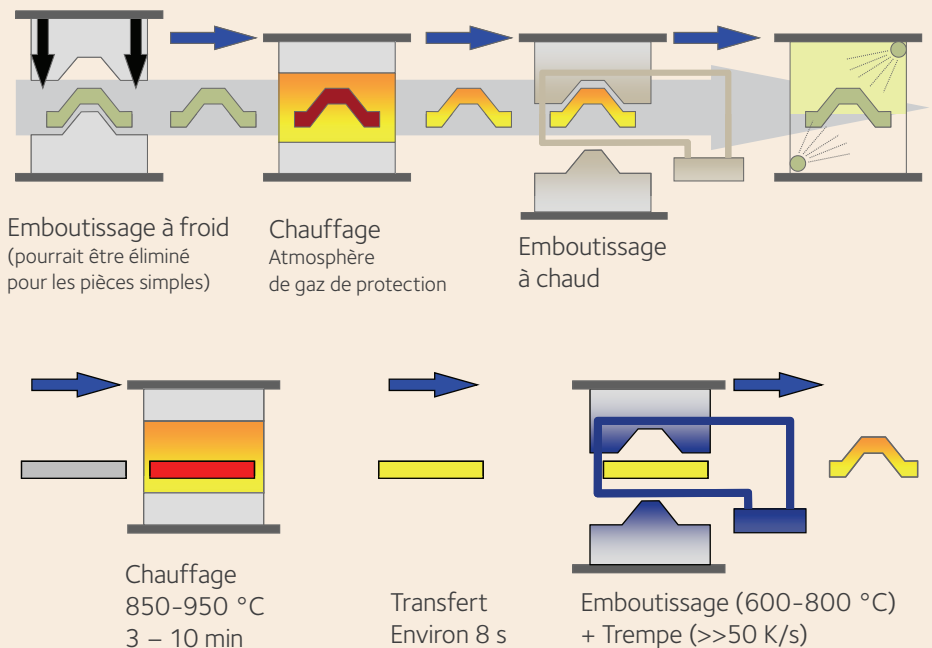 Emboutissage à froid
(pourrait être éliminé
pour les pièces simples)
Chauffage
Atmosphère
de gaz de protection
Emboutissage
à chaud
Chauffage
850-950 °C
3 – 10 min
Transfert
Environ 8 s
Emboutissage (600-800 °C)
+ Trempe (>>50 K/s)